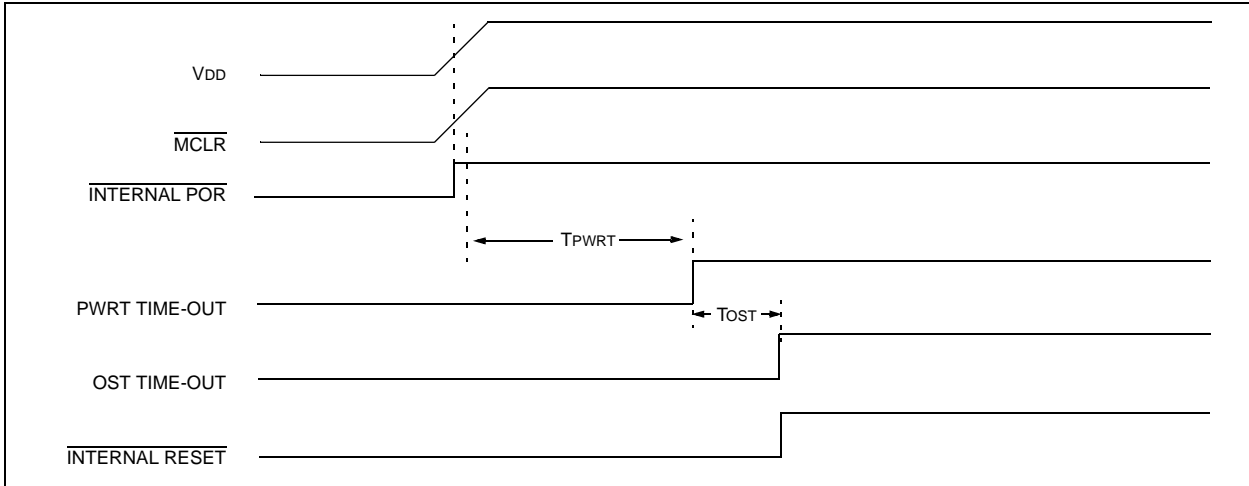 VDD
MCLR
INTERNAL POR
TPWRT
PWRT TIME-OUT
TOST
OST TIME-OUT
INTERNAL RESET